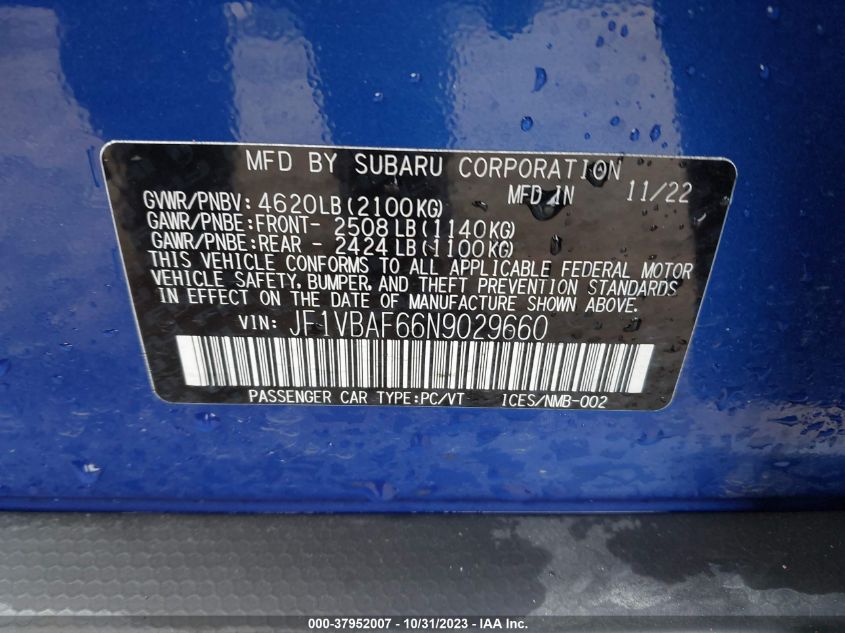 MFD BY SUBARU CORPORATION
MFD IN 11/22
GVWR/PNBV: 4620LB(2100KG)
GAWR/PNBE:FRONT- 2508LB(1140KG)
GAWR/PNBE:REAR - 2424LB(1100KG)
THIS VEHICLE CONFORMS TO ALL APPLICABLE FEDERAL MOTOR
VEHICLE SAFETY, BUMPER, AND THEFT PREVENTION STANDARDS
IN EFFECT ON THE DATE OF MANUFACTURE SHOWN ABOVE.
VIN: JF1VBAF66N9029660
PASSENGER CAR TYPE:PC/VT ICES/NMB-002
000-37952007 - 10/31/2023 - IAA Inc.